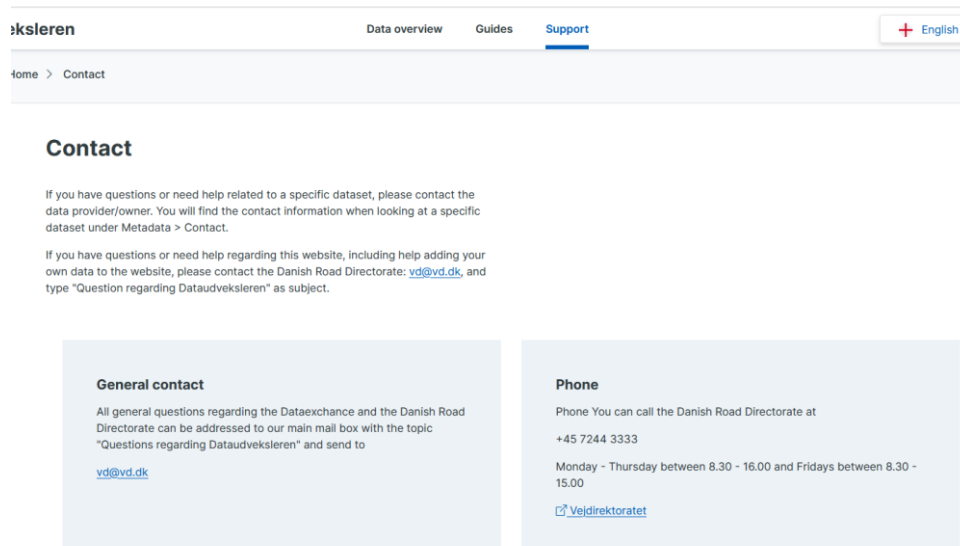 eksleren
Data overview Guides Support
English
Home > Contact
Contact
If you have questions or need help related to a specific dataset, please contact the
data provider/owner. You will find the contact information when looking at a specific
dataset under Metadata > Contact.
If you have questions or need help regarding this website, including help adding your
own data to the website, please contact the Danish Road Directorate: vd@vd.dk, and
type "Question regarding Dataudveksleren" as subject.
General contact
All general questions regarding the Dataexchance and the Danish Road
Directorate can be addressed to our main mail box with the topic
"Questions regarding Dataudveksleren" and send to
vd@vd.dk
Phone
Phone You can call the Danish Road Directorate at
+45 7244 3333
Monday - Thursday between 8.30 - 16.00 and Fridays between 8.30 -
15.00
Vejdirektoratet